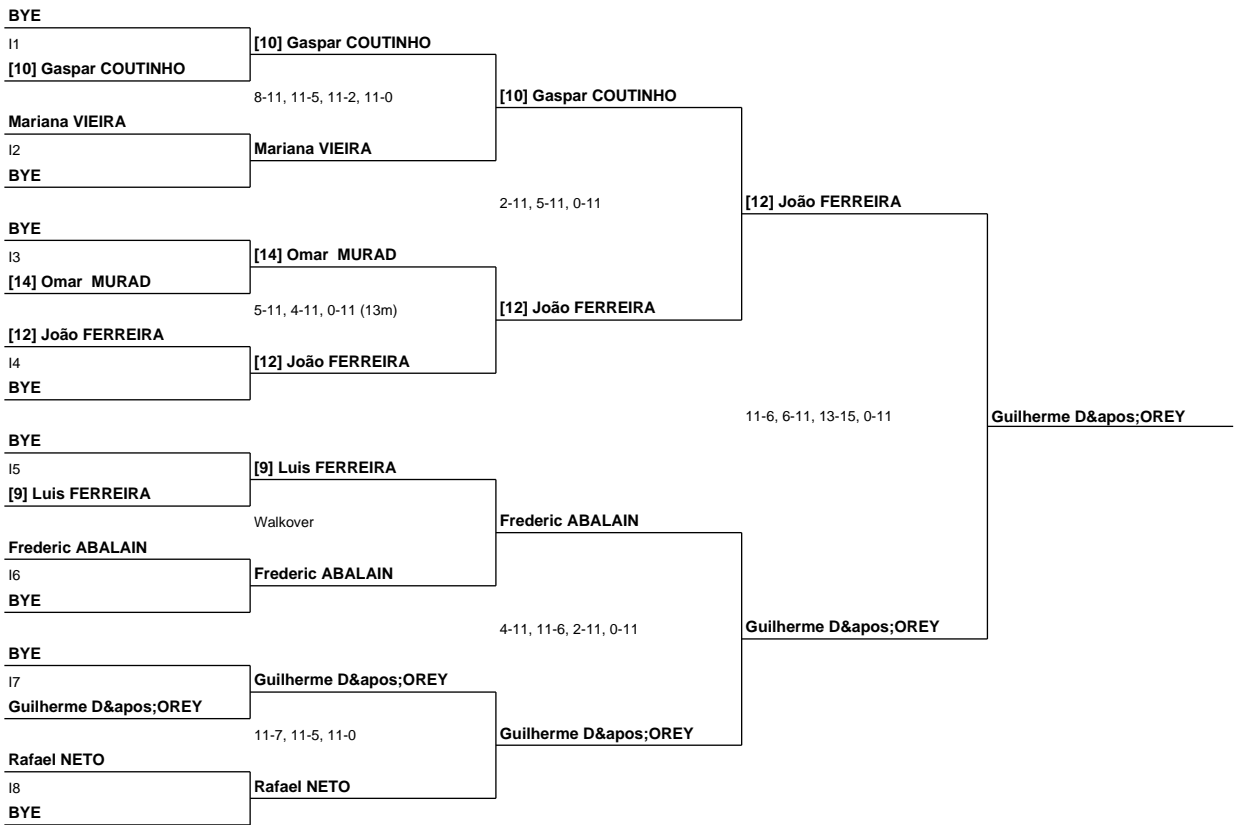 BYE
I1
[10] Gaspar COUTINHO
[10] Gaspar COUTINHO
8-11, 11-5, 11-2, 11-0
[10] Gaspar COUTINHO
Mariana VIEIRA
I2
Mariana VIEIRA
BYE
2-11, 5-11, 0-11
[12] João FERREIRA
BYE
I3
[14] Omar  MURAD
[14] Omar  MURAD
5-11, 4-11, 0-11 (13m)
[12] João FERREIRA
[12] João FERREIRA
I4
[12] João FERREIRA
BYE
11-6, 6-11, 13-15, 0-11
Guilherme D&apos;OREY
BYE
I5
[9] Luis FERREIRA
[9] Luis FERREIRA
Walkover
Frederic ABALAIN
Frederic ABALAIN
I6
Frederic ABALAIN
BYE
4-11, 11-6, 2-11, 0-11
Guilherme D&apos;OREY
BYE
I7
Guilherme D&apos;OREY
Guilherme D&apos;OREY
11-7, 11-5, 11-0
Guilherme D&apos;OREY
Rafael NETO
I8
Rafael NETO
BYE